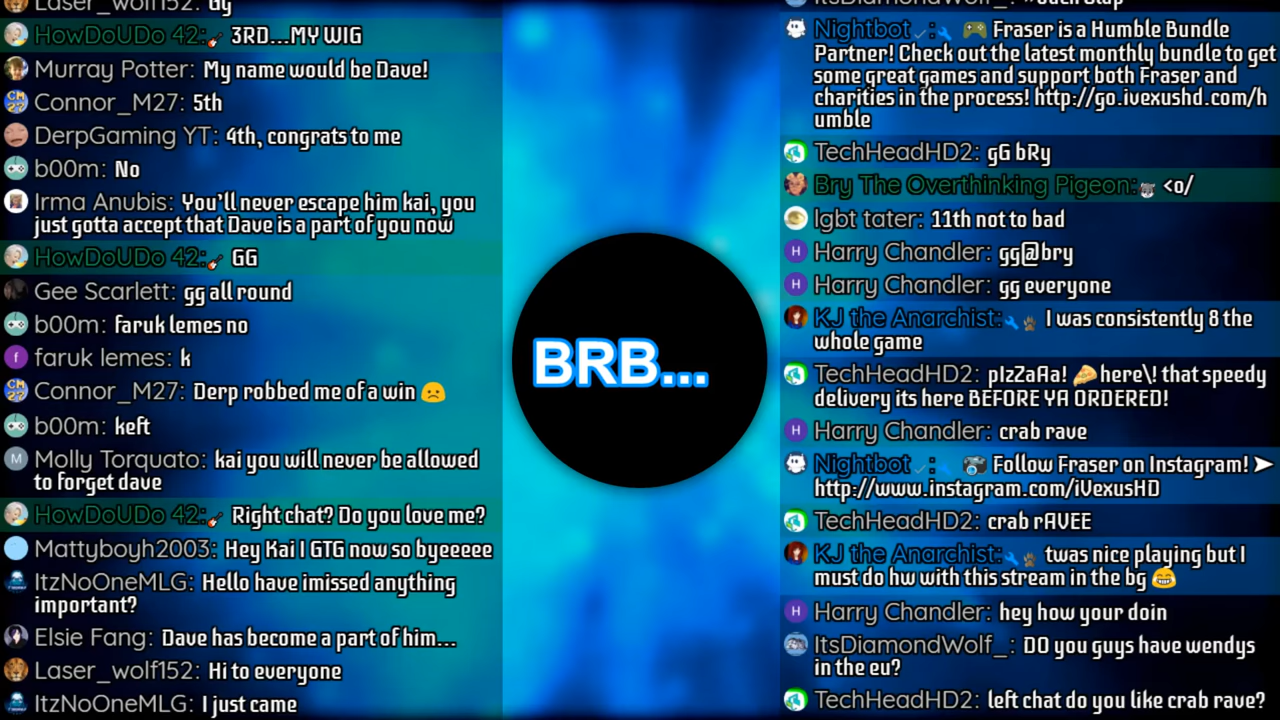 Laser_wolf152: Gy
HowDoUDo 42: 3RD...MY WIG
Murray Potter: My name would be Dave!
Connor_M27: 5th
DerpGaming YT: 4th, congrats to me
b00m: No
Irma Anubis: You'll never escape him kai, you
just gotta accept that Dave is a part of you now
HowDoUDo 42: GG
Gee Scarlett: gg all round
b00m: faruk lemes no
f
faruk lemes: k
Connor_M27: Derp robbed me of a win ☹️
b00m: keft
M
Molly Torquato: kai you will never be allowed
to forget dave
HowDoUDo 42: Right chat? Do you love me?
Mattyboyh2003: Hey Kai I GTG now so byeeeee
ItzNoOneMLG: Hello have imissed anything
important?
Elsie Fang: Dave has become a part of him...
Laser_wolf152: Hi to everyone
ItzNoOneMLG: I just came
BRB...
Nightbot: 🎮 Fraser is a Humble Bundle
Partner! Check out the latest monthly bundle to get
some great games and support both Fraser and
charities in the process! http://go.ivexushd.com/h
umble
TechHeadHD2: gG bRy
Bry The Overthinking Pigeon: <o/
lgbt tater: 11th not to bad
H
Harry Chandler: gg@bry
H
Harry Chandler: gg everyone
KJ the Anarchist: I was consistently 8 the
whole game
TechHeadHD2: pIzZaAa! 🍕here\! that speedy
delivery its here BEFORE YA ORDERED!
H
Harry Chandler: crab rave
Nightbot: 📷 Follow Fraser on Instagram! ➤
http://www.instagram.com/iVexusHD
TechHeadHD2: crab rAVEE
KJ the Anarchist: twas nice playing but I
must do hw with this stream in the bg 😂
H
Harry Chandler: hey how your doin
ItsDiamondWolf_: DO you guys have wendys
in the eu?
TechHeadHD2: left chat do you like crab rave?